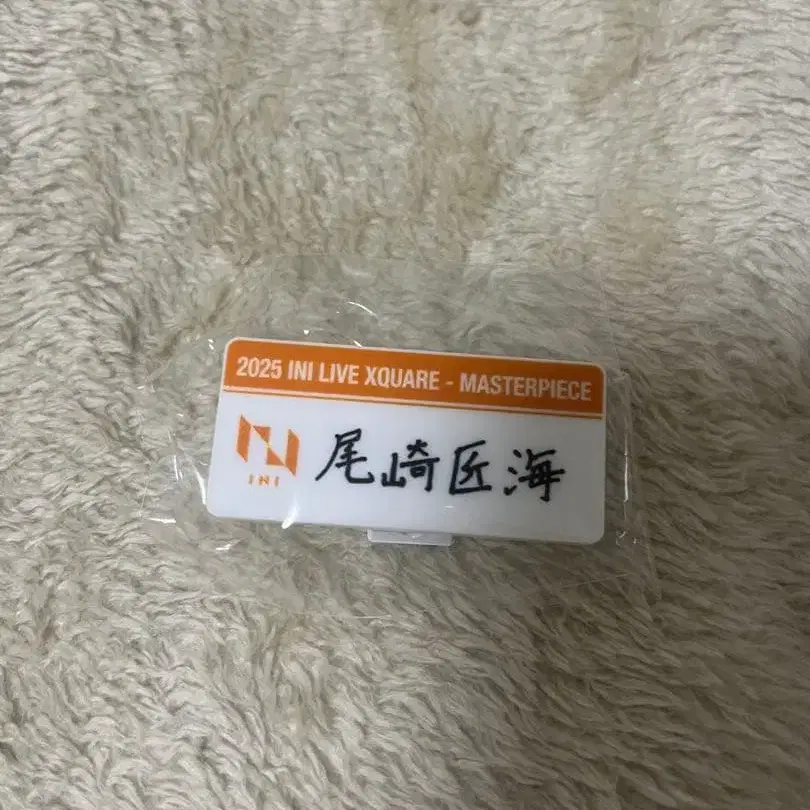 2025 INI LIVE XQUARE - MASTERPIECE
INI
尾崎匠海